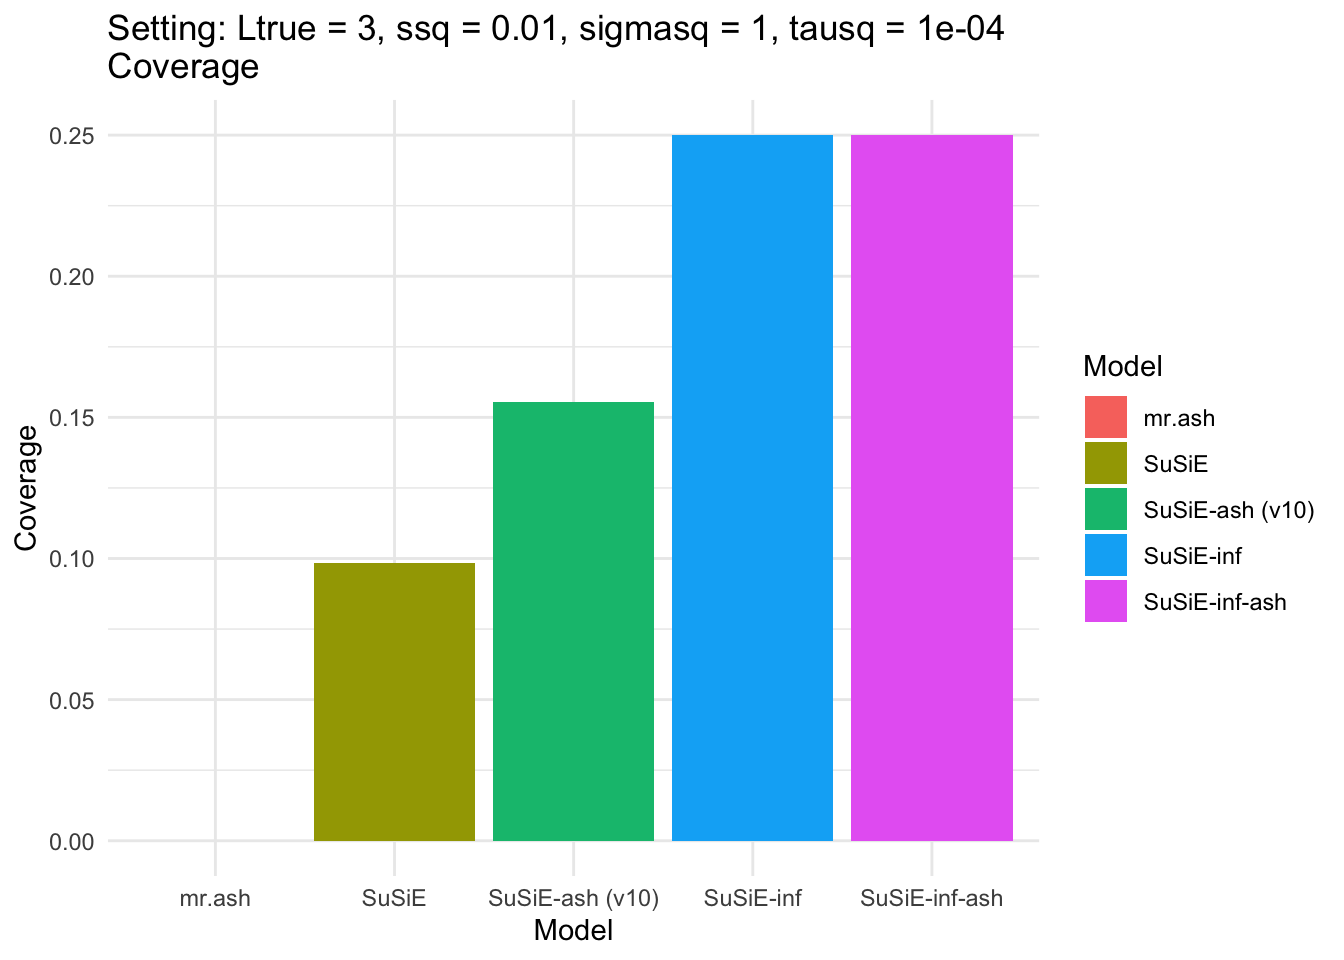 Setting: Ltrue = 3, ssq = 0.01, sigmasq = 1, tausq = 1e-04
Coverage
0.25
0.20
0.15
0.10
0.05
0.00
Coverage
mr.ash
SuSiE
SuSiE-ash (v10)
SuSiE-inf
SuSiE-inf-ash
Model
Model
mr.ash
SuSiE
SuSiE-ash (v10)
SuSiE-inf
SuSiE-inf-ash